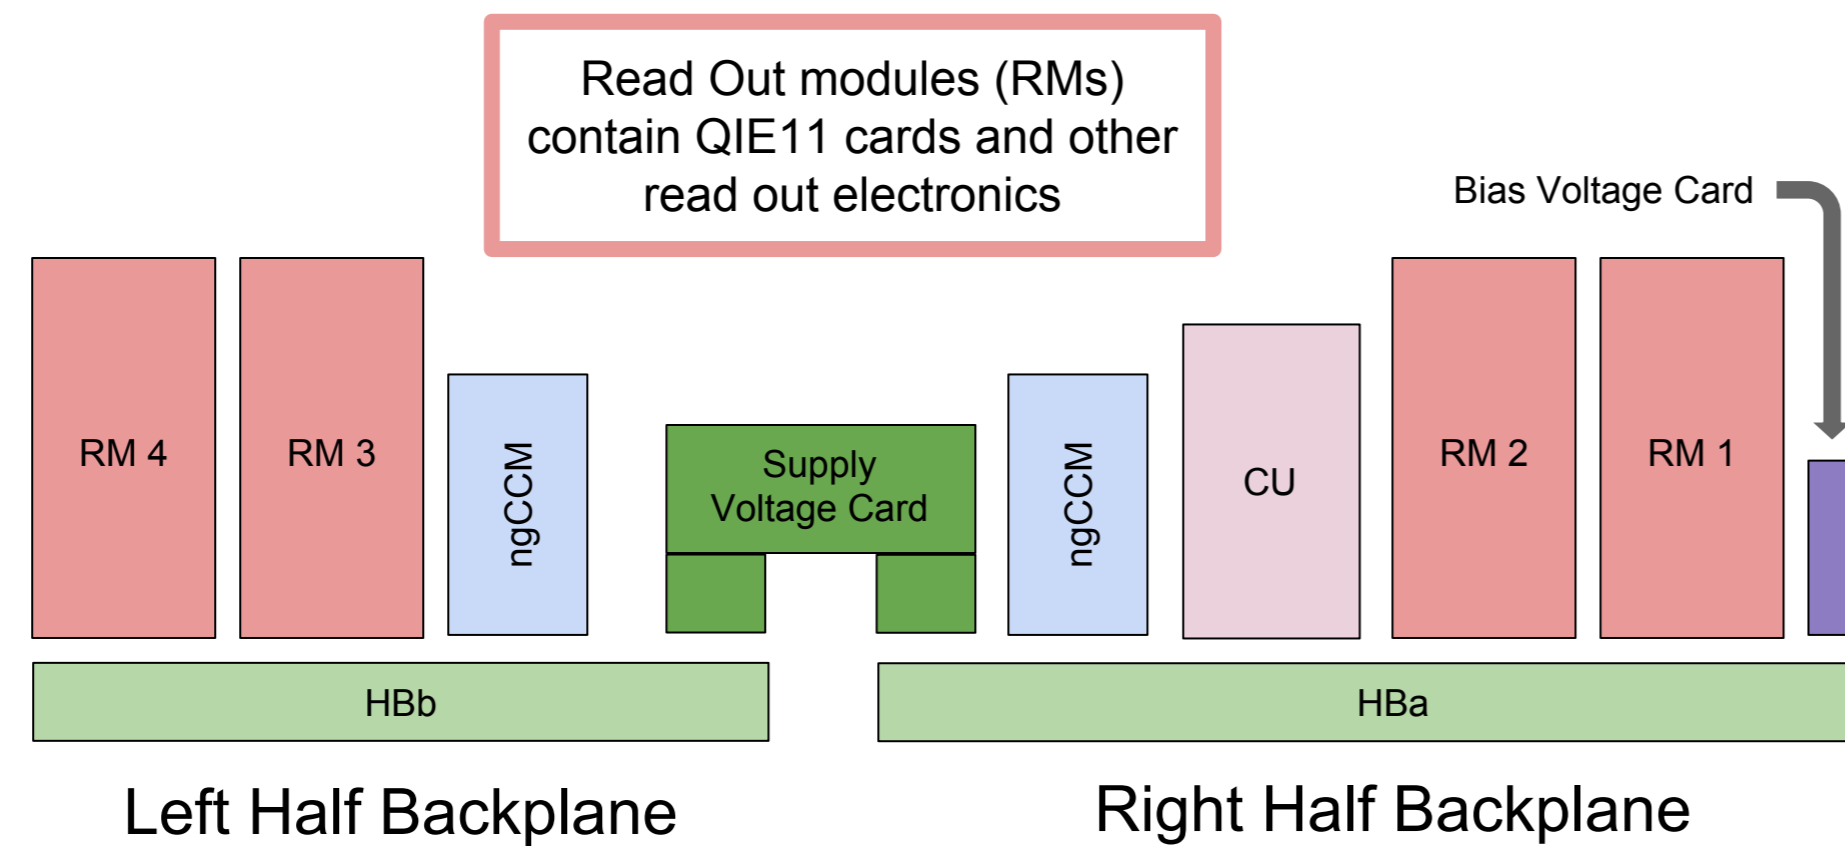 Read Out modules (RMs)
contain QIE11 cards and other
read out electronics
Bias Voltage Card
RM 4
RM 3
ngCCM
Supply
Voltage Card
ngCCM
CU
RM 2
RM 1
HBb
HBa
Left Half Backplane
Right Half Backplane